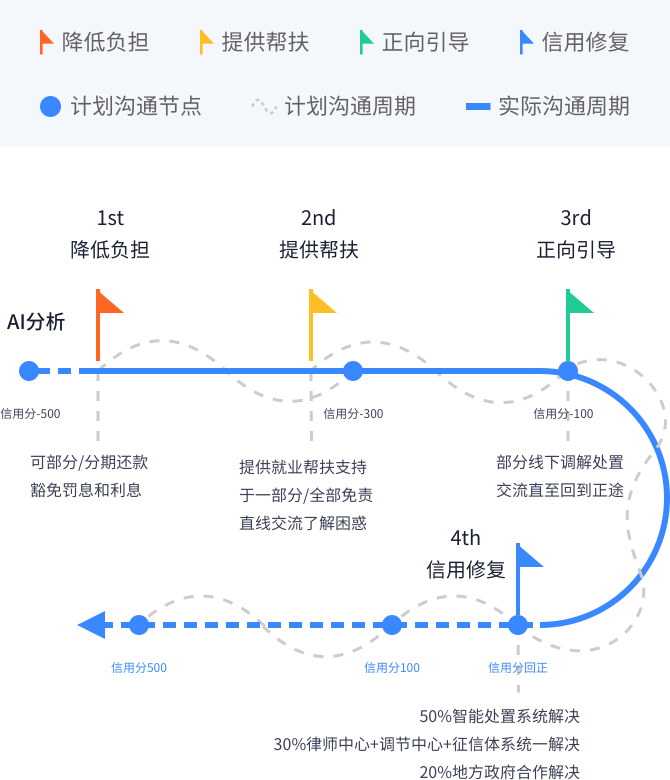 降低负担 提供帮扶 正向引导 信用修复
计划沟通节点 计划沟通周期 实际沟通周期
1st 2nd 3rd
降低负担 提供帮扶 正向引导
AI分析
信用分-500 信用分-300 信用分-100
可部分/分期还款
豁免罚息和利息
提供就业帮扶支持
于一部分/全部免责
直线交流了解困惑
部分线下调解处置
交流直至回到正途
4th
信用修复
信用分500 信用分100 信用分回正
50%智能处置系统解决
30%律师中心+调节中心+征信体系统一解决
20%地方政府合作解决